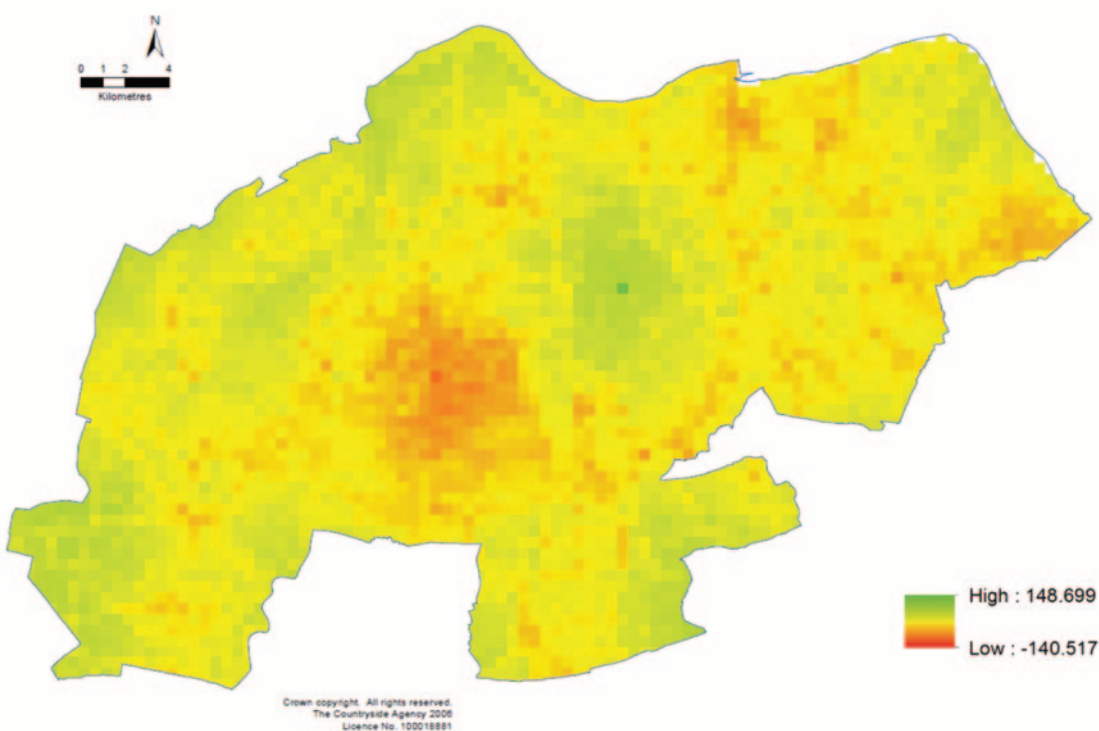 N
0 1 2 4
Kilometres
High : 148.699
Low : -140.517
Crown copyright. All rights reserved.
The Countryside Agency 2006
Licence No. 100018881